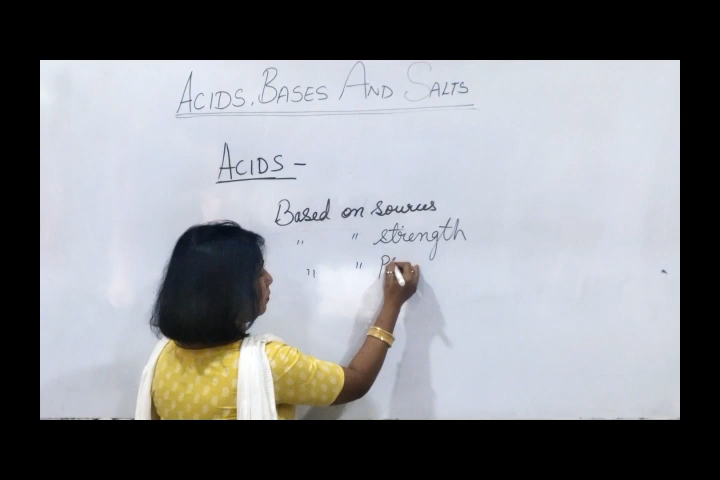 ACIDS, BASES AND SALTS
ACIDS -
Based on sources
" " strength
" " P